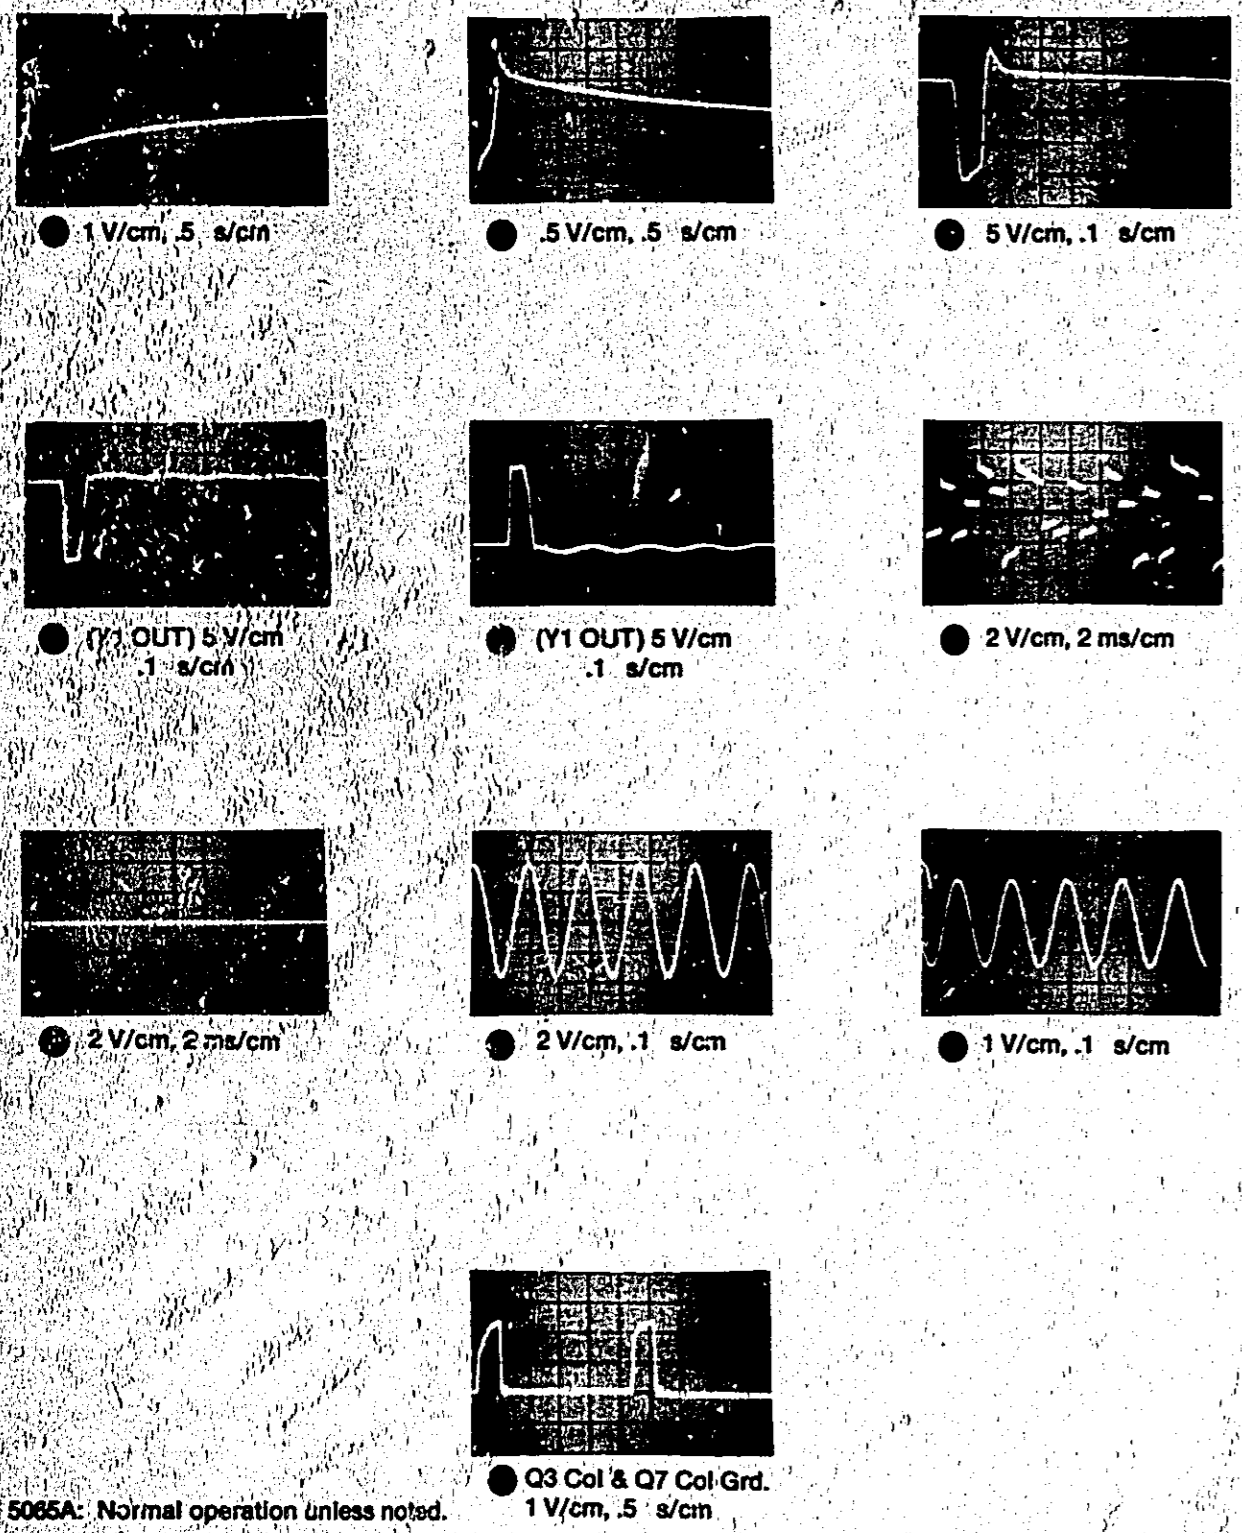 1 V/cm, .5 s/cm
.5 V/cm, .5 s/cm
5 V/cm, .1 s/cm
(Y1 OUT) 5 V/cm
.1 s/cm
(Y1 OUT) 5 V/cm
.1 s/cm
2 V/cm, 2 ms/cm
2 V/cm, 2 ms/cm
2 V/cm, .1 s/cm
1 V/cm, .1 s/cm
Q3 Col & Q7 Col Grd.
1 V/cm, .5 s/cm
5065A: Normal operation unless noted.